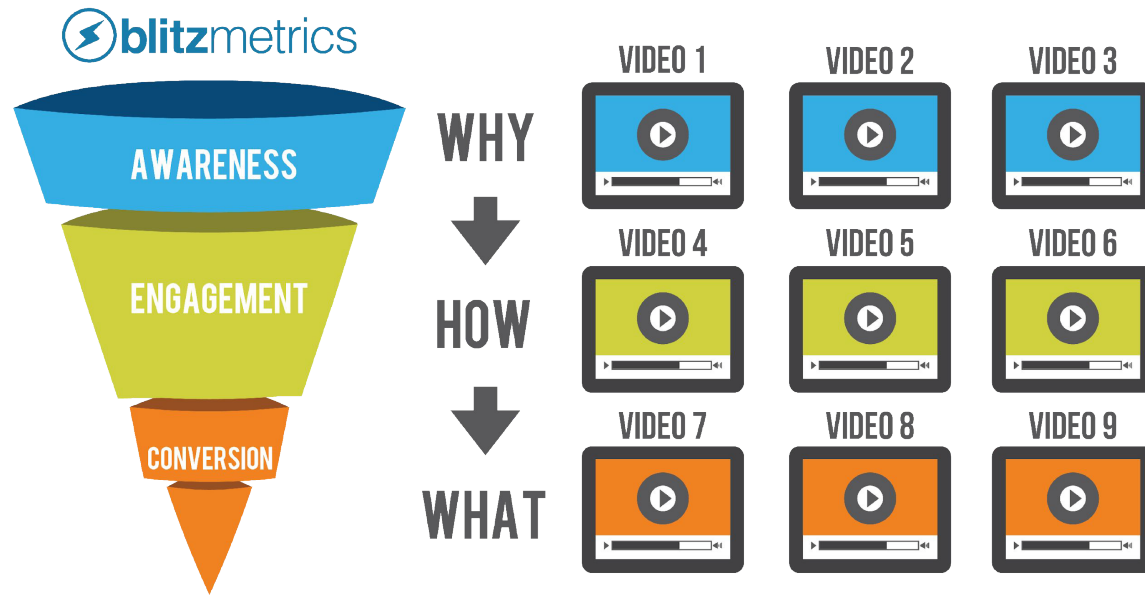 blitzmetrics
AWARENESS
ENGAGEMENT
CONVERSION
WHY
HOW
WHAT
VIDEO 1
VIDEO 2
VIDEO 3
VIDEO 4
VIDEO 5
VIDEO 6
VIDEO 7
VIDEO 8
VIDEO 9